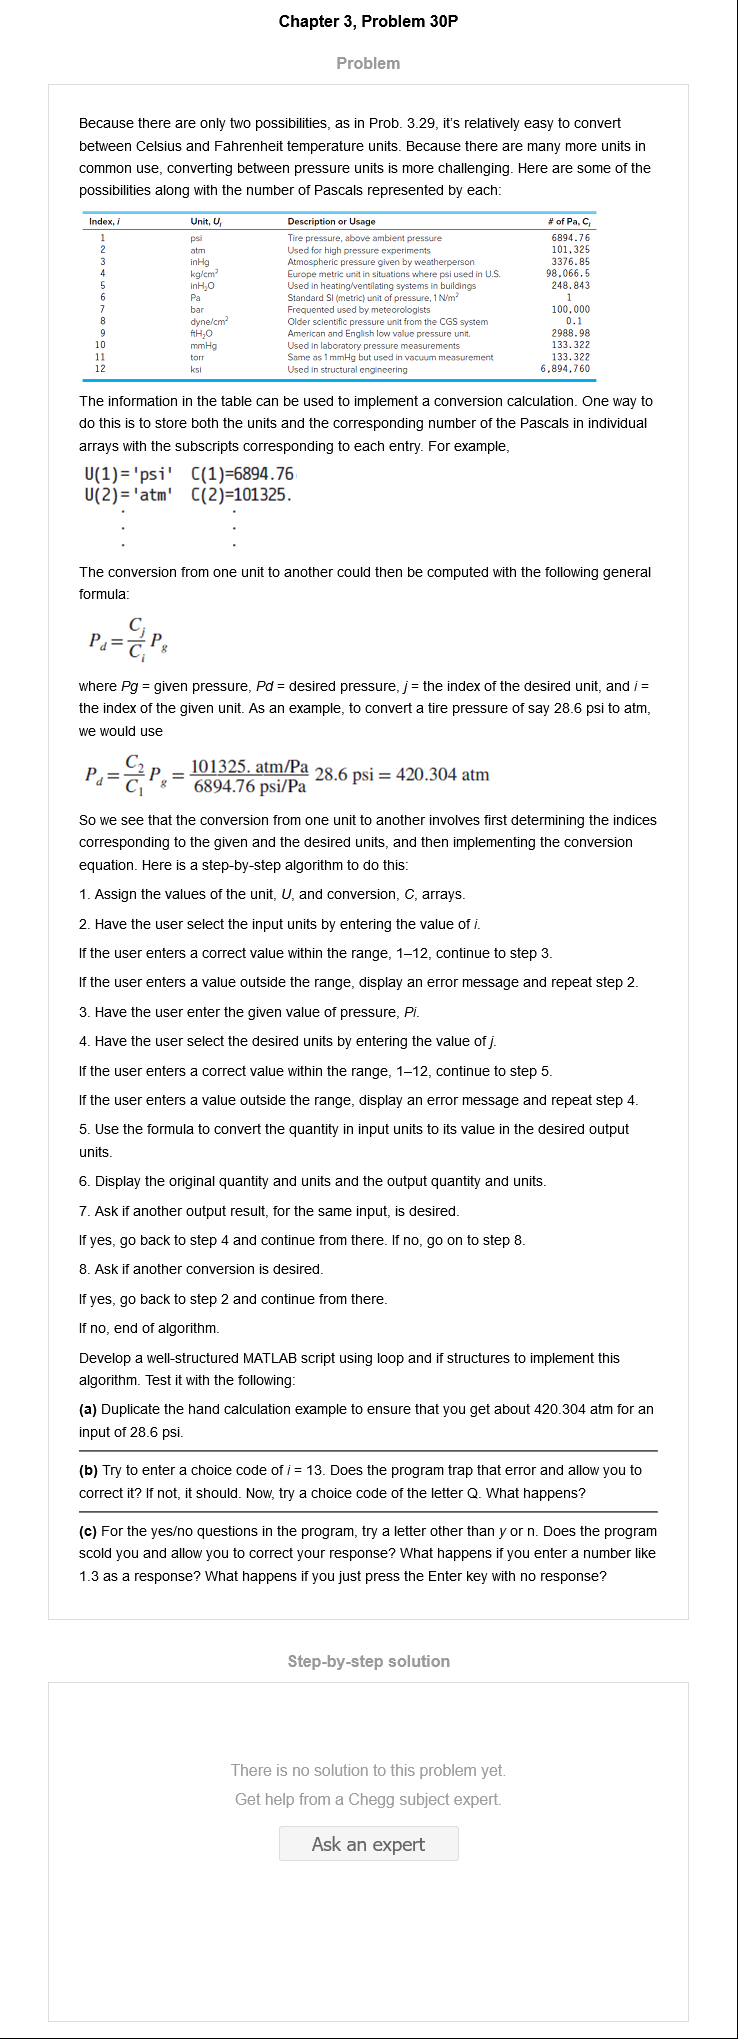 Chapter 3, Problem 30P
Problem
Because there are only two possibilities, as in Prob. 3.29, it's relatively easy to convert
between Celsius and Fahrenheit temperature units. Because there are many more units in
common use, converting between pressure units is more challenging. Here are some of the
possibilities along with the number of Pascals represented by each:
Index, i Unit, Uᵢ Description or Usage # of Pa, Cᵢ
1 psi Tire pressure, above ambient pressure 6894.76
2 atm Used for high pressure experiments 101,325
3 inHg Atmospheric pressure given by weatherperson 3376.85
4 kg/cm² Europe metric unit in situations where psi used in U.S. 98,066.5
5 inH₂O Used in heating/ventilating systems in buildings 248.843
6 Pa Standard SI (metric) unit of pressure, 1 N/m² 1
7 bar Frequented used by meteorologists 100,000
8 dyne/cm² Older scientific pressure unit from the CGS system 0.1
9 ftH₂O American and English low value pressure unit. 2988.98
10 mmHg Used in laboratory pressure measurements 133.322
11 torr Same as 1 mmHg but used in vacuum measurement 133.322
12 ksi Used in structural engineering 6,894,760
The information in the table can be used to implement a conversion calculation. One way to
do this is to store both the units and the corresponding number of the Pascals in individual
arrays with the subscripts corresponding to each entry. For example,
U(1)='psi' C(1)=6894.76
U(2)='atm' C(2)=101325.
. .
. .
. .
The conversion from one unit to another could then be computed with the following general
formula:
P_d = C_j/C_i P_g
where Pg = given pressure, Pd = desired pressure, j = the index of the desired unit, and i =
the index of the given unit. As an example, to convert a tire pressure of say 28.6 psi to atm,
we would use
P_d = C₂/C₁ P_g = 101325. atm/Pa / 6894.76 psi/Pa 28.6 psi = 420.304 atm
So we see that the conversion from one unit to another involves first determining the indices
corresponding to the given and the desired units, and then implementing the conversion
equation. Here is a step-by-step algorithm to do this:
1. Assign the values of the unit, U, and conversion, C, arrays.
2. Have the user select the input units by entering the value of i.
If the user enters a correct value within the range, 1–12, continue to step 3.
If the user enters a value outside the range, display an error message and repeat step 2.
3. Have the user enter the given value of pressure, Pi.
4. Have the user select the desired units by entering the value of j.
If the user enters a correct value within the range, 1–12, continue to step 5.
If the user enters a value outside the range, display an error message and repeat step 4.
5. Use the formula to convert the quantity in input units to its value in the desired output
units.
6. Display the original quantity and units and the output quantity and units.
7. Ask if another output result, for the same input, is desired.
If yes, go back to step 4 and continue from there. If no, go on to step 8.
8. Ask if another conversion is desired.
If yes, go back to step 2 and continue from there.
If no, end of algorithm.
Develop a well-structured MATLAB script using loop and if structures to implement this
algorithm. Test it with the following:
(a) Duplicate the hand calculation example to ensure that you get about 420.304 atm for an
input of 28.6 psi.
(b) Try to enter a choice code of i = 13. Does the program trap that error and allow you to
correct it? If not, it should. Now, try a choice code of the letter Q. What happens?
(c) For the yes/no questions in the program, try a letter other than y or n. Does the program
scold you and allow you to correct your response? What happens if you enter a number like
1.3 as a response? What happens if you just press the Enter key with no response?
Step-by-step solution
There is no solution to this problem yet.
Get help from a Chegg subject expert.
Ask an expert